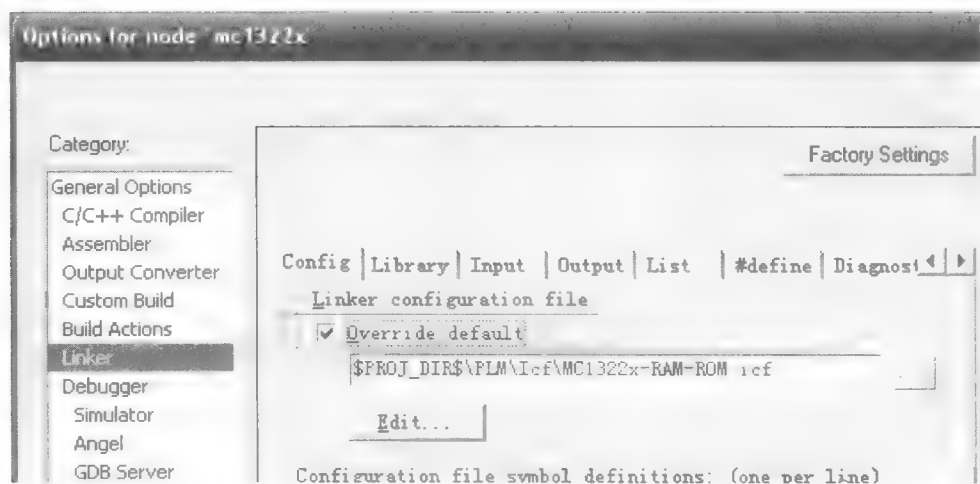 Options for node 'mc1322x'
Category:
Factory Settings
General Options
C/C++ Compiler
Assembler
Output Converter
Custom Build
Build Actions
Linker
Debugger
Simulator
Angel
GDB Server
Config Library Input Output List #define Diagnost
Linker configuration file
Override default
$PROJ_DIR$\PLM\Icf\MC1322x-RAM-ROM icf
Edit...
Configuration file symbol definitions: (one per line)